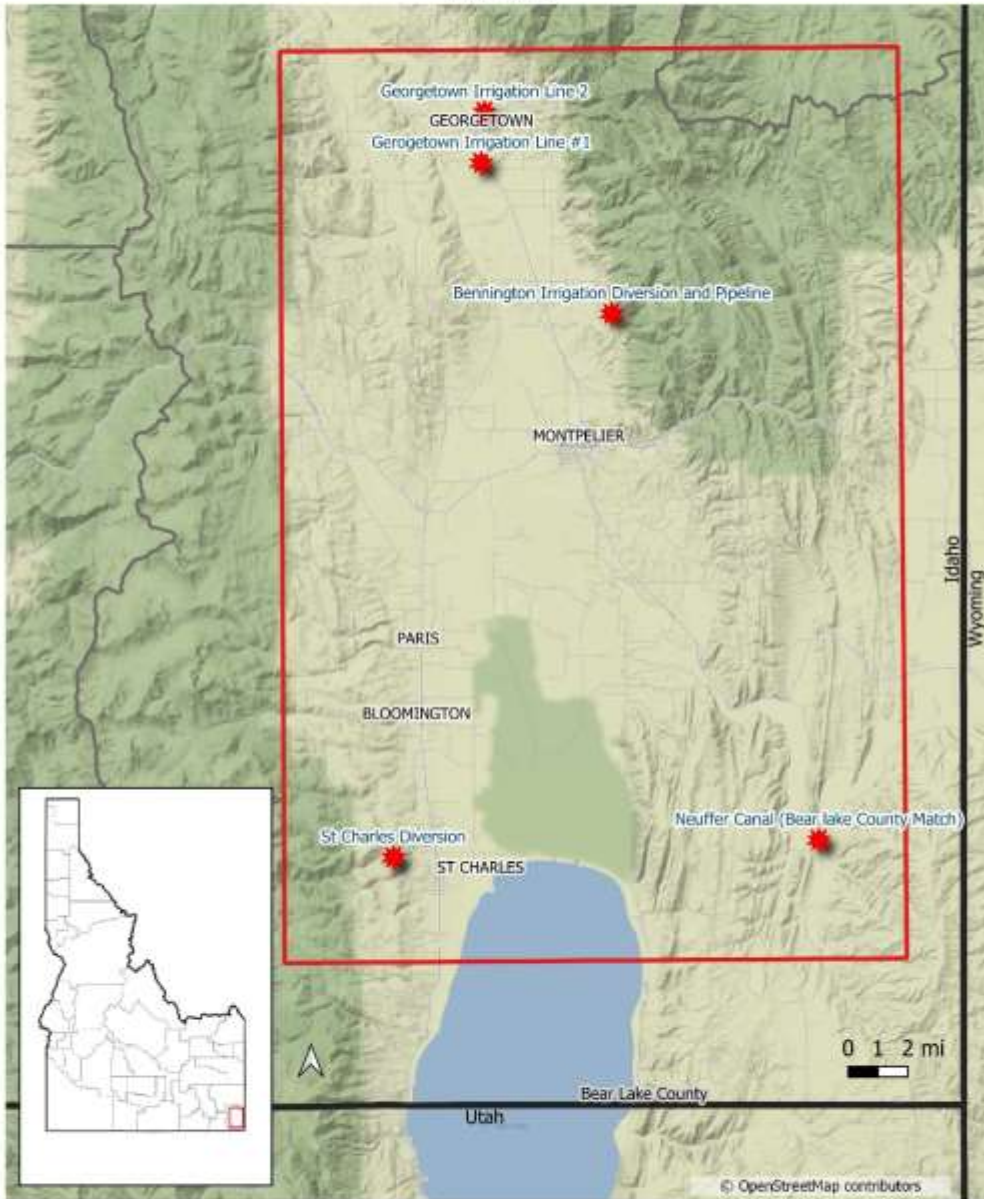 Georgetown Irrigation Line 2
GEORGETOWN
Gerogetown Irrigation Line #1
Bennington Irrigation Diversion and Pipeline
MONTPELIER
Idaho
Wyoming
PARIS
BLOOMINGTON
Neuffer Canal (Bear lake County Match)
St Charles Diversion
ST CHARLES
0 1 2 mi
Bear Lake County
Utah
© OpenStreetMap contributors